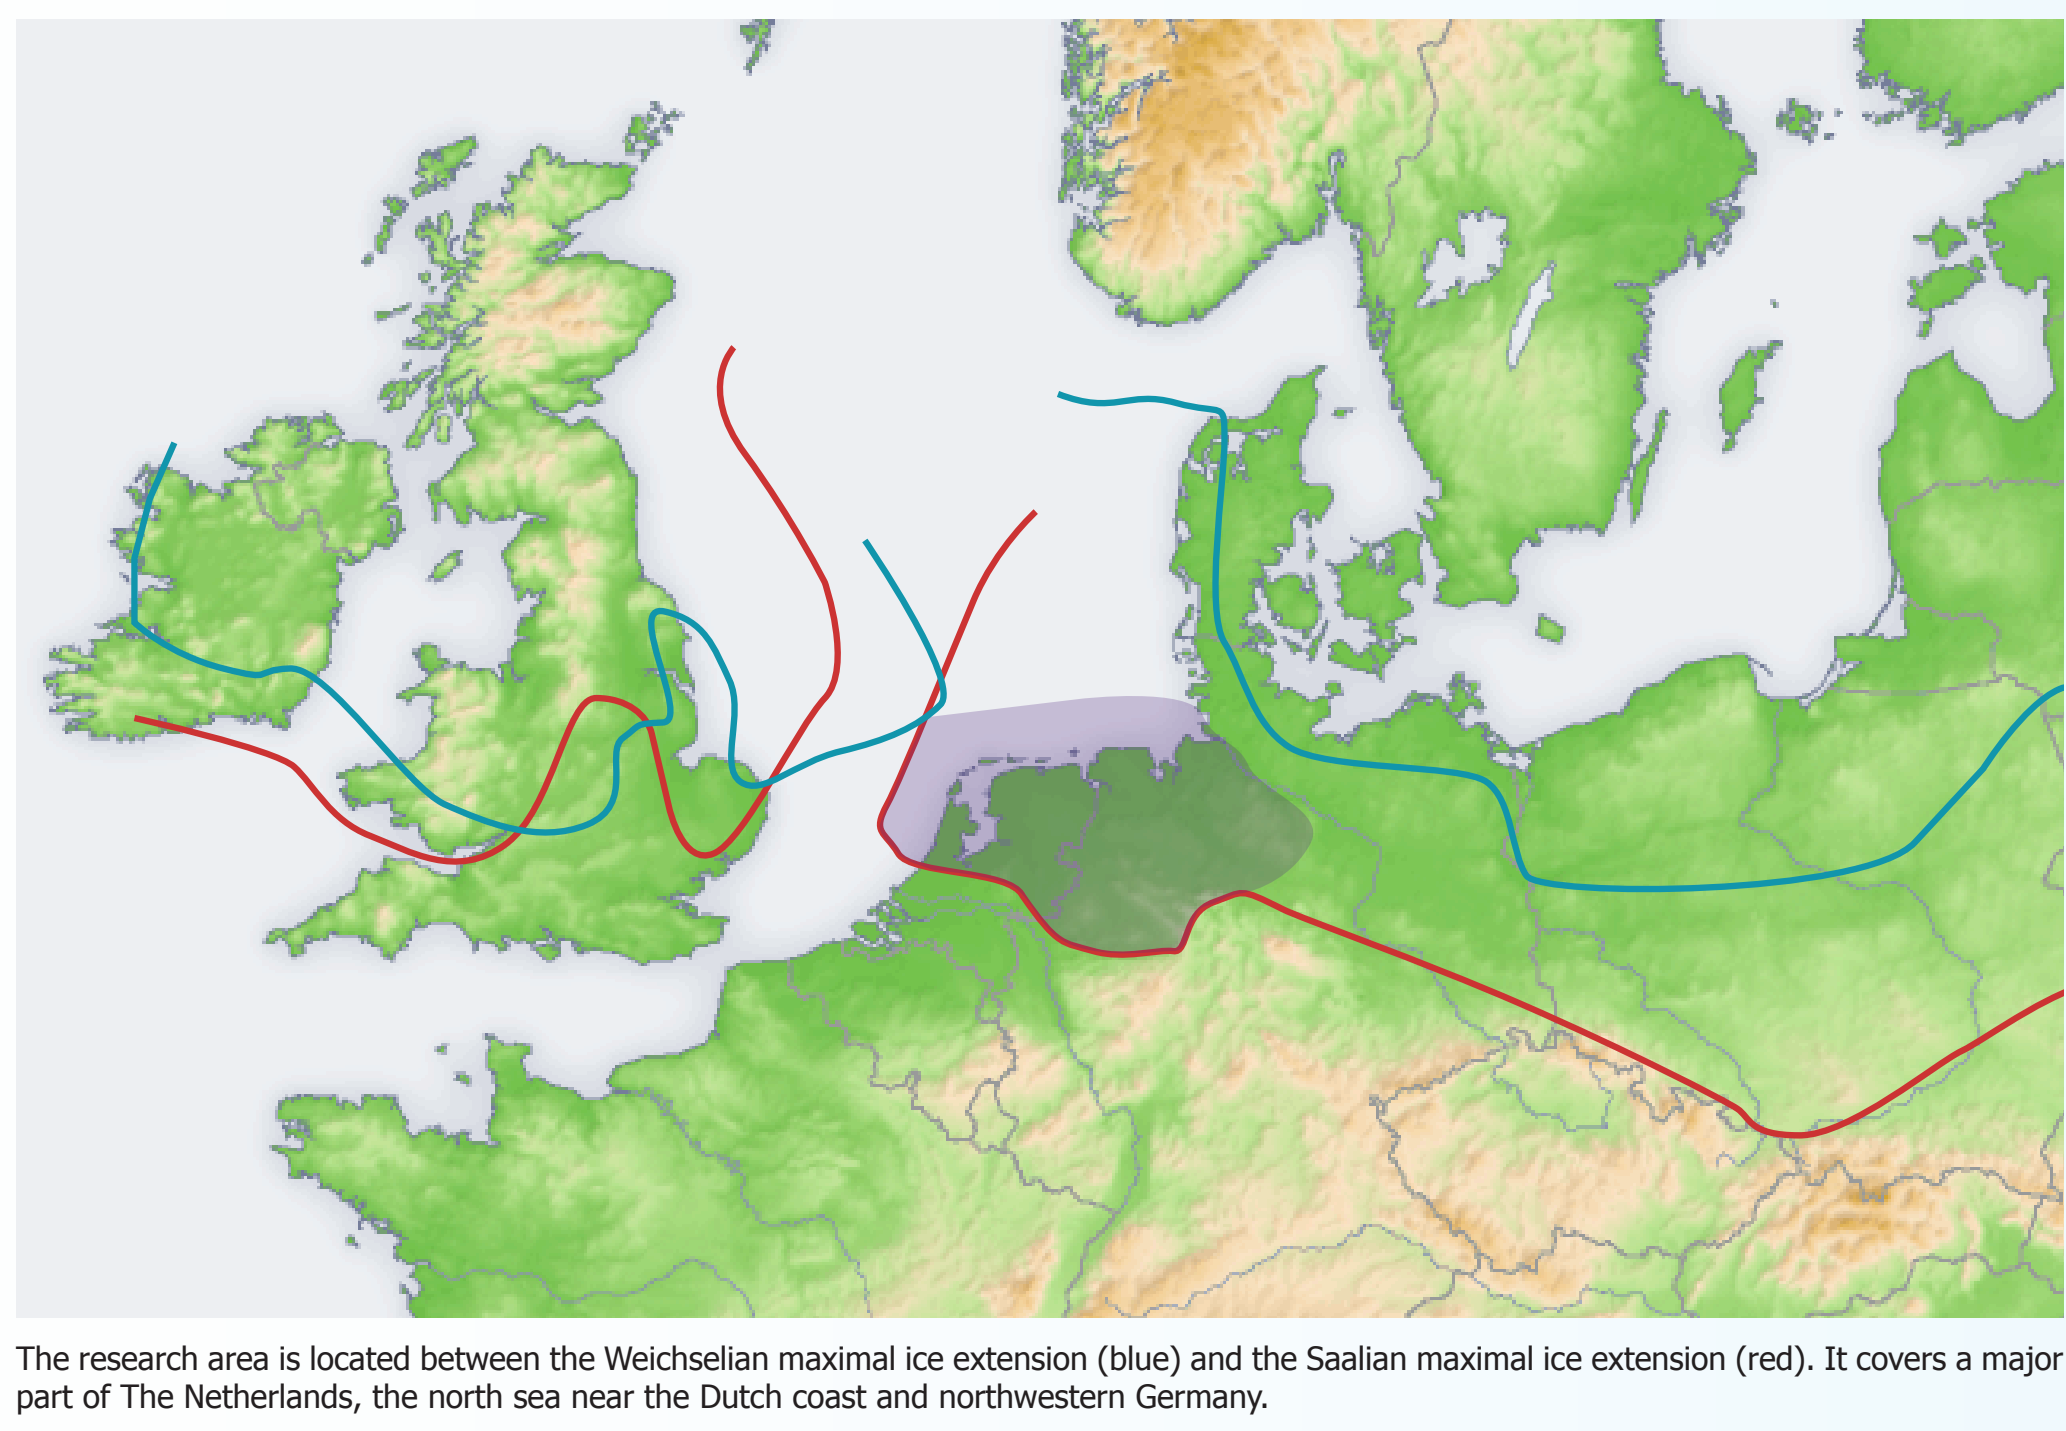 The research area is located between the Weichselian maximal ice extension (blue) and the Saalian maximal ice extension (red). It covers a major
part of The Netherlands, the north sea near the Dutch coast and northwestern Germany.